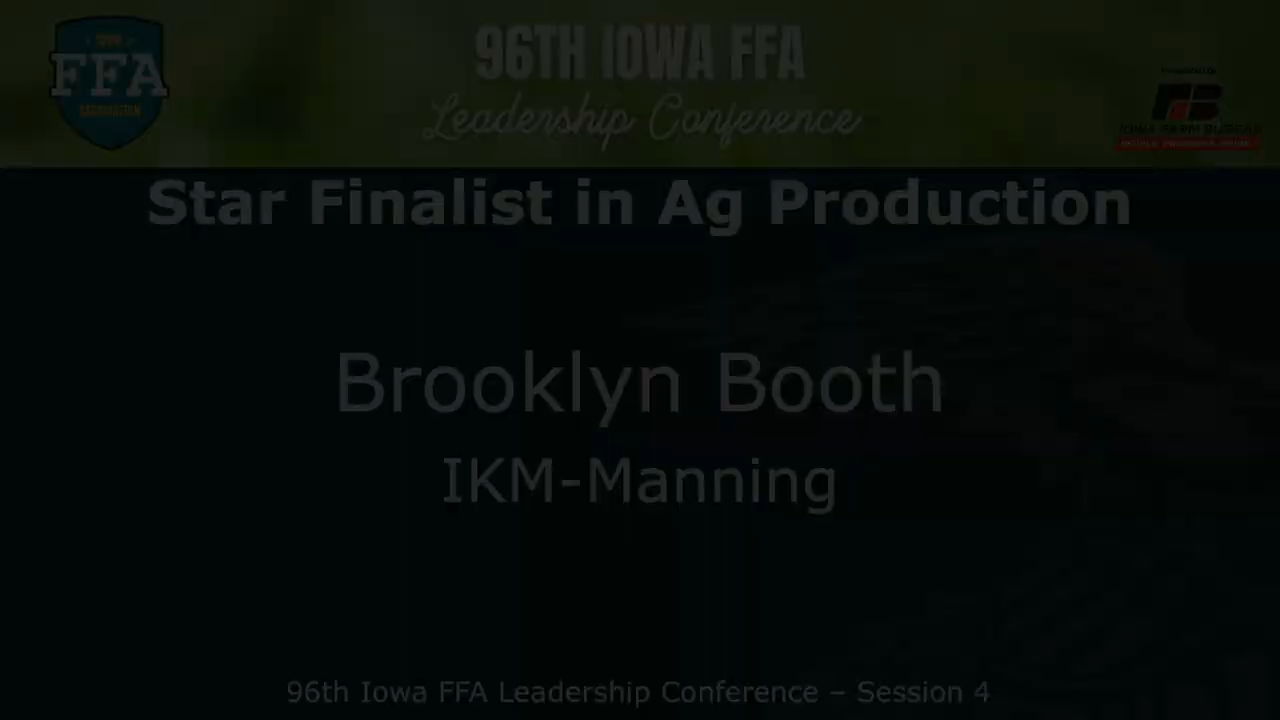 FFA
96TH IOWA FFA
Leadership Conference
Star Finalist in Ag Production
Brooklyn Booth
IKM-Manning
96th Iowa FFA Leadership Conference – Session 4